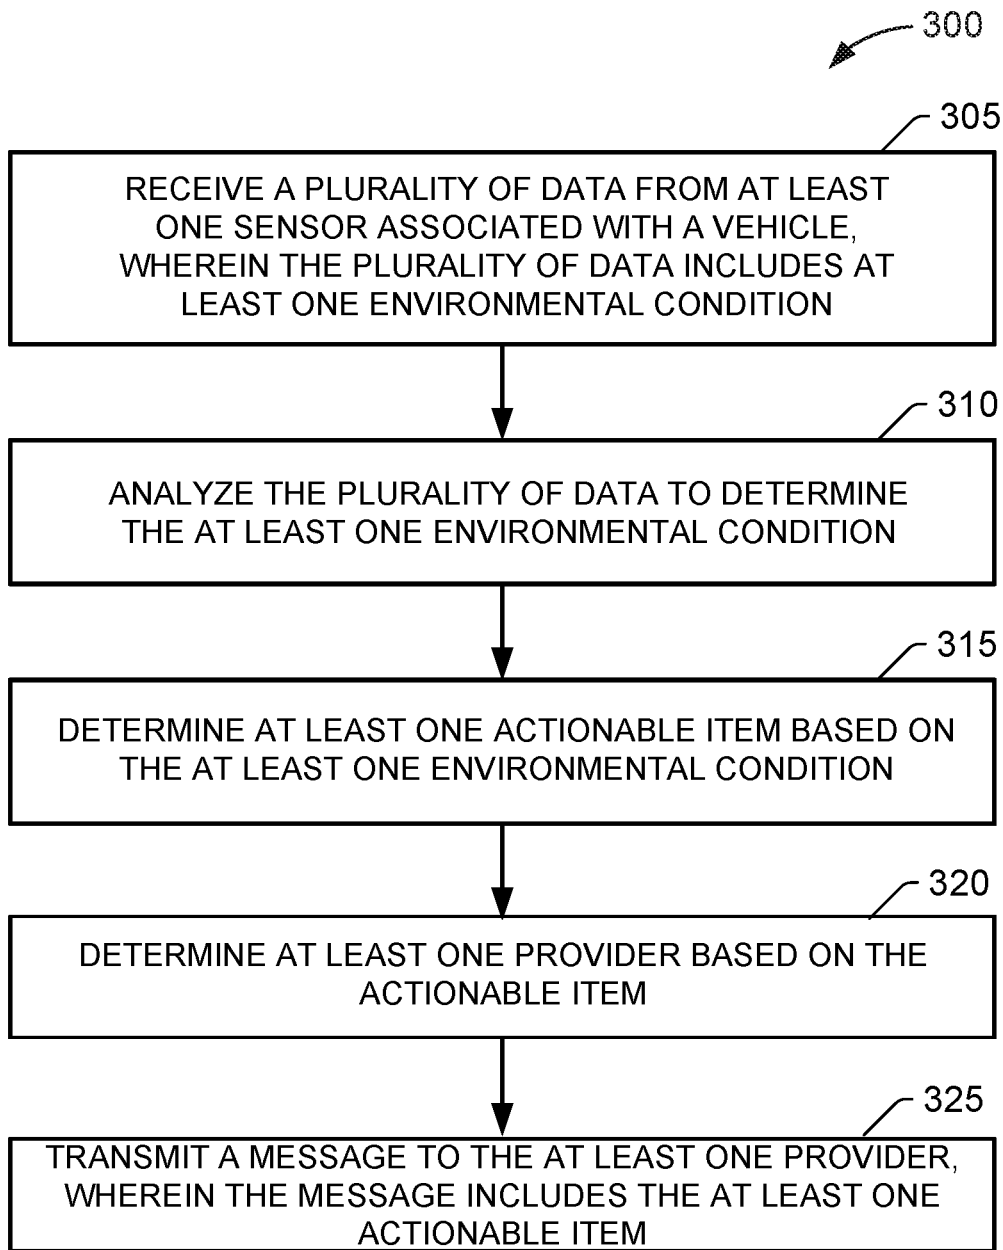 300
305
RECEIVE A PLURALITY OF DATA FROM AT LEAST
ONE SENSOR ASSOCIATED WITH A VEHICLE,
WHEREIN THE PLURALITY OF DATA INCLUDES AT
LEAST ONE ENVIRONMENTAL CONDITION
310
ANALYZE THE PLURALITY OF DATA TO DETERMINE
THE AT LEAST ONE ENVIRONMENTAL CONDITION
315
DETERMINE AT LEAST ONE ACTIONABLE ITEM BASED ON
THE AT LEAST ONE ENVIRONMENTAL CONDITION
320
DETERMINE AT LEAST ONE PROVIDER BASED ON THE
ACTIONABLE ITEM
325
TRANSMIT A MESSAGE TO THE AT LEAST ONE PROVIDER,
WHEREIN THE MESSAGE INCLUDES THE AT LEAST ONE
ACTIONABLE ITEM